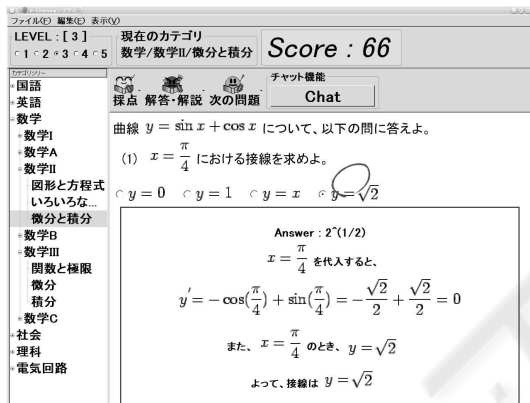 ファイル(F) 編集(E) 表示(V)
LEVEL : [ 3 ]
1 2 3 4 5
現在のカテゴリ
数学/数学II/微分と積分
Score : 66
カテゴリツリー
国語
英語
数学
数学I
数学A
数学II
図形と方程式
いろいろな...
微分と積分
数学B
数学III
関数と極限
微分
積分
数学C
社会
理科
電気回路
採点 解答・解説 次の問題
チャット機能
Chat
曲線 y = sin x + cos x について、以下の問に答えよ。
(1) x = π/4 における接線を求めよ。
y = 0 y = 1 y = x y = √2
Answer : 2^(1/2)
x = π/4 を代入すると、
y' = − cos(π/4) + sin(π/4) = − √2/2 + √2/2 = 0
また、 x = π/4 のとき、 y = √2
よって、接線は y = √2